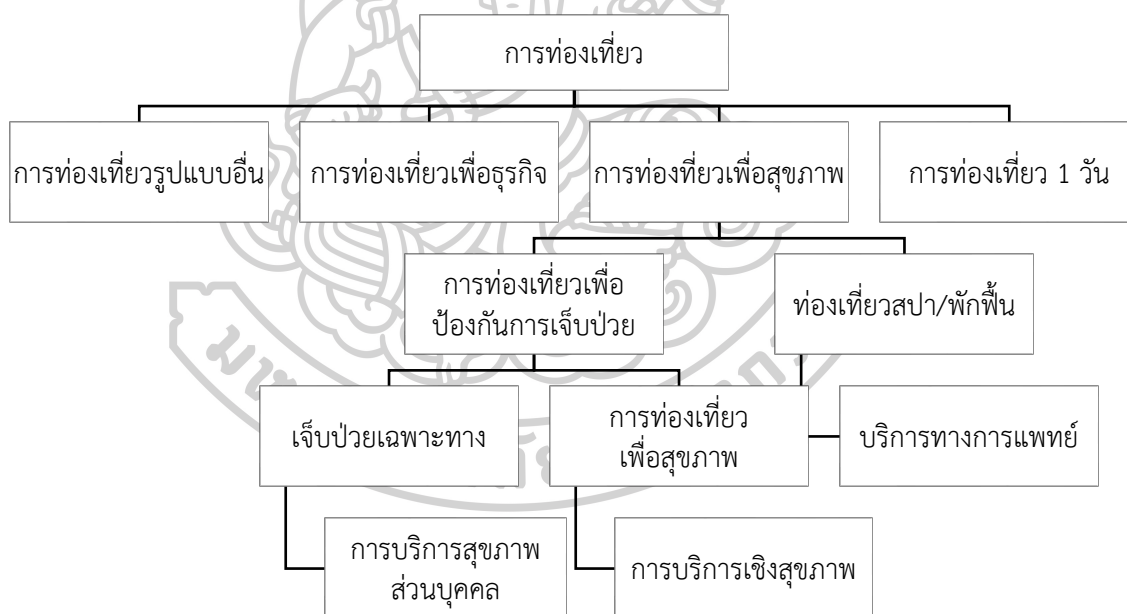 การท่องเที่ยว
การท่องเที่ยวรูปแบบอื่น
การท่องเที่ยวเพื่อธุรกิจ
การท่องที่ยวเพื่อสุขภาพ
การท่องเที่ยว 1 วัน
การท่องเที่ยวเพื่อ
ป้องกันการเจ็บป่วย
ท่องเที่ยวสปา/พักฟื้น
เจ็บป่วยเฉพาะทาง
การท่องเที่ยว
เพื่อสุขภาพ
บริการทางการแพทย์
การบริการสุขภาพ
ส่วนบุคคล
การบริการเชิงสุขภาพ